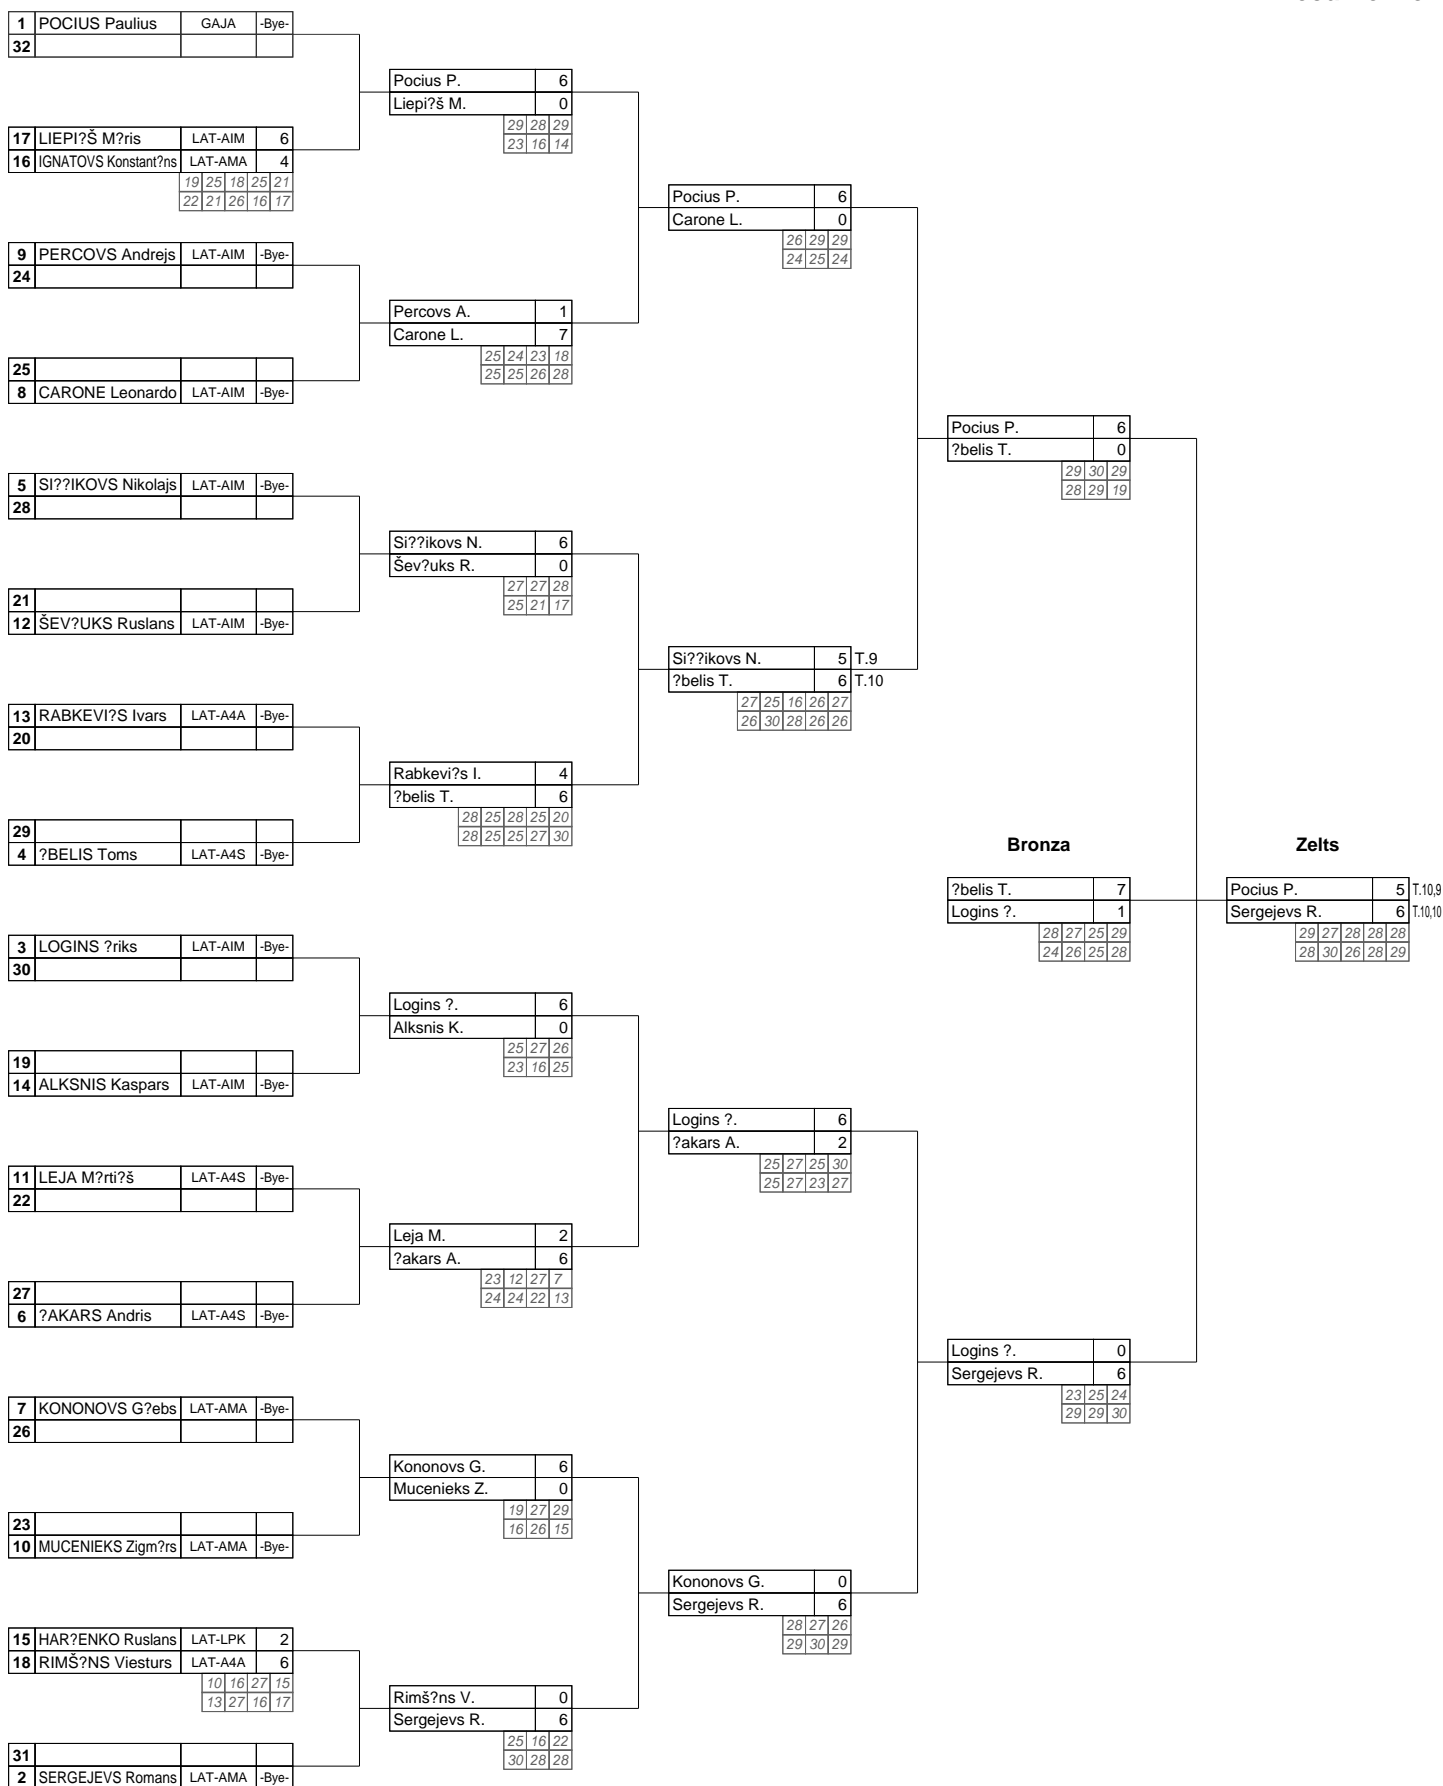 1 POCIUS Paulius GAJA -Bye-
32
Pocius P. 6
Liepi?š M. 0
29 28 29
23 16 14
17 LIEPI?Š M?ris LAT-AIM 6
16 IGNATOVS Konstant?ns LAT-AMA 4
19 25 18 25 21
22 21 26 16 17
Pocius P. 6
Carone L. 0
26 29 29
24 25 24
9 PERCOVS Andrejs LAT-AIM -Bye-
24
Percovs A. 1
Carone L. 7
25 24 23 18
25 25 26 28
25
8 CARONE Leonardo LAT-AIM -Bye-
Pocius P. 6
?belis T. 0
29 30 29
28 29 19
5 SI??IKOVS Nikolajs LAT-AIM -Bye-
28
Si??ikovs N. 6
Šev?uks R. 0
27 27 28
25 21 17
21
12 ŠEV?UKS Ruslans LAT-AIM -Bye-
Si??ikovs N. 5 T.9
?belis T. 6 T.10
27 25 16 26 27
26 30 28 26 26
13 RABKEVI?S Ivars LAT-A4A -Bye-
20
Rabkevi?s I. 4
?belis T. 6
28 25 28 25 20
28 25 25 27 30
29
4 ?BELIS Toms LAT-A4S -Bye-
Bronza Zelts
?belis T. 7
Logins ?. 1
28 27 25 29
24 26 25 28
Pocius P. 5 T.10,9
Sergejevs R. 6 T.10,10
29 27 28 28 28
28 30 26 28 29
3 LOGINS ?riks LAT-AIM -Bye-
30
Logins ?. 6
Alksnis K. 0
25 27 26
23 16 25
19
14 ALKSNIS Kaspars LAT-AIM -Bye-
Logins ?. 6
?akars A. 2
25 27 25 30
25 27 23 27
11 LEJA M?rti?š LAT-A4S -Bye-
22
Leja M. 2
?akars A. 6
23 12 27 7
24 24 22 13
27
6 ?AKARS Andris LAT-A4S -Bye-
Logins ?. 0
Sergejevs R. 6
23 25 24
29 29 30
7 KONONOVS G?ebs LAT-AMA -Bye-
26
Kononovs G. 6
Mucenieks Z. 0
19 27 29
16 26 15
23
10 MUCENIEKS Zigm?rs LAT-AMA -Bye-
Kononovs G. 0
Sergejevs R. 6
28 27 26
29 30 29
15 HAR?ENKO Ruslans LAT-LPK 2
18 RIMŠ?NS Viesturs LAT-A4A 6
10 16 27 15
13 27 16 17
Rimš?ns V. 0
Sergejevs R. 6
25 16 22
30 28 28
31
2 SERGEJEVS Romans LAT-AMA -Bye-